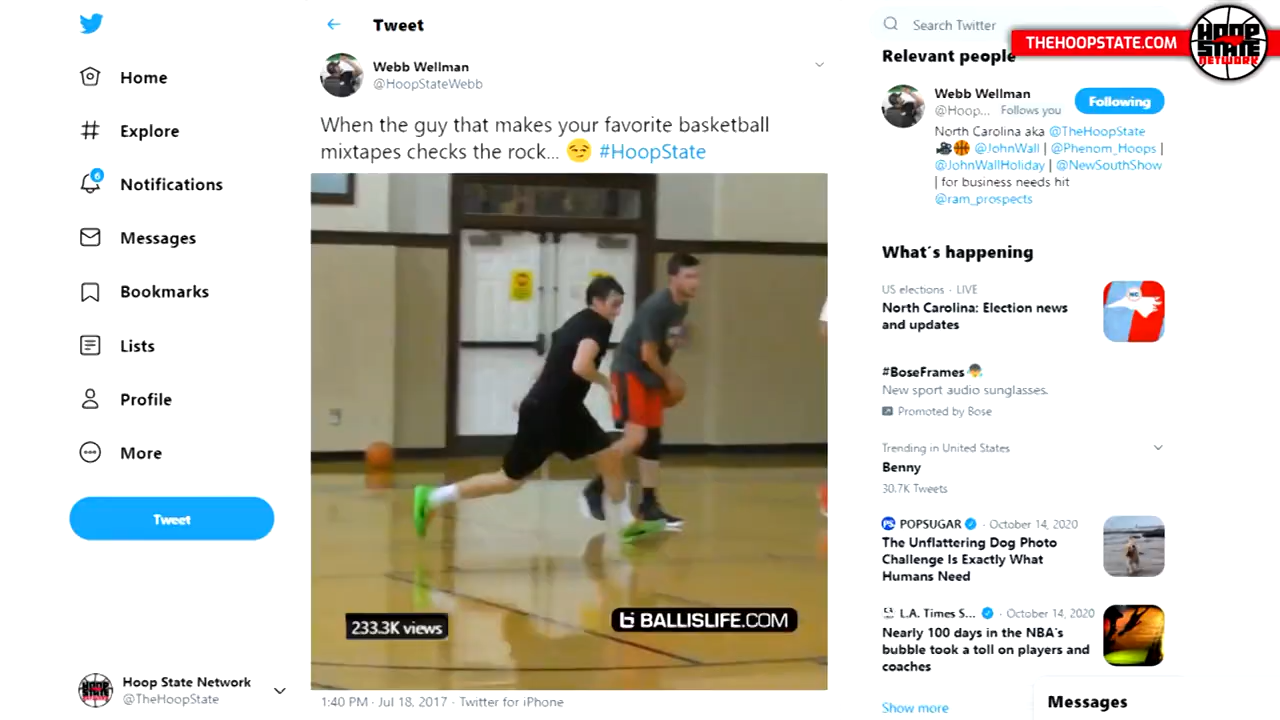 Home
Explore
6
Notifications
Messages
Bookmarks
Lists
Profile
More
Tweet
Hoop State Network
@TheHoopState
Tweet
Webb Wellman
@HoopStateWebb
When the guy that makes your favorite basketball
mixtapes checks the rock... 😏 #HoopState
233.3K views
BALLISLIFE.COM
1:40 PM · Jul 18, 2017 · Twitter for iPhone
Search Twitter
THEHOOPSTATE.COM
HOOP
STATE
NETWORK
Relevant people
Webb Wellman
@Hoop... Follows you
Following
North Carolina aka @TheHoopState
🎥🏀 @JohnWall | @Phenom_Hoops |
@JohnWallHoliday | @NewSouthShow
| for business needs hit
@ram_prospects
What´s happening
US elections · LIVE
North Carolina: Election news
and updates
NC
#BoseFrames
New sport audio sunglasses.
Promoted by Bose
Trending in United States
Benny
30.7K Tweets
PS POPSUGAR · October 14, 2020
The Unflattering Dog Photo
Challenge Is Exactly What
Humans Need
L.A. Times S... · October 14, 2020
Nearly 100 days in the NBA´s
bubble took a toll on players and
coaches
Show more
Messages